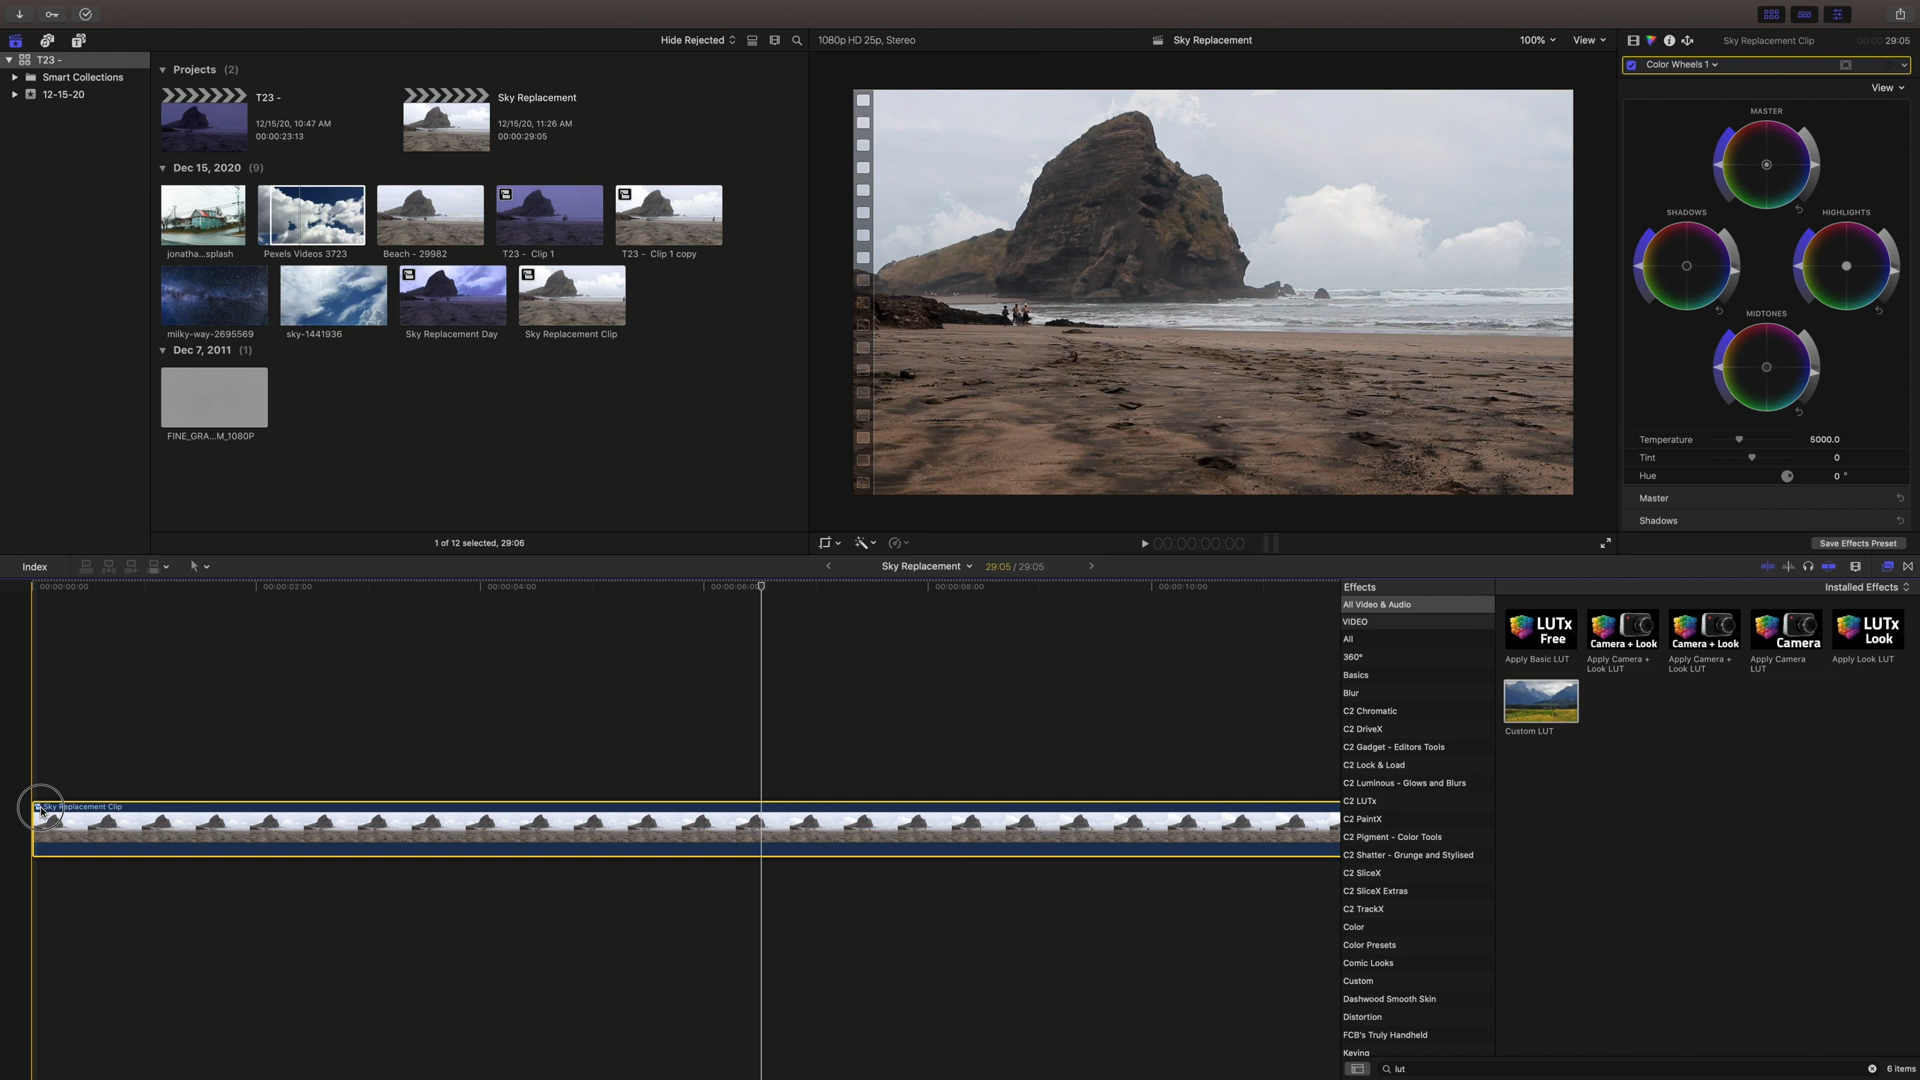 Hide Rejected
1080p HD 25p, Stereo
Sky Replacement
100%
View
Sky Replacement Clip
00:00 29:05
T23 -
Smart Collections
12-15-20
Projects (2)
T23 -
12/15/20, 10:47 AM
00:00:23:13
Sky Replacement
12/15/20, 11:26 AM
00:00:29:05
Dec 15, 2020 (9)
jonatha...splash
Pexels Videos 3723
Beach - 29982
T23 - Clip 1
T23 - Clip 1 copy
milky-way-2695569
sky-1441936
Sky Replacement Day
Sky Replacement Clip
Dec 7, 2011 (1)
FINE_GRA...M_1080P
1 of 12 selected, 29:06
00:00:00:00
Color Wheels 1
View
MASTER
SHADOWS
HIGHLIGHTS
MIDTONES
Temperature 5000.0
Tint 0
Hue 0 °
Master
Shadows
Save Effects Preset
Index
Sky Replacement
29:05 / 29:05
00:00:00:00
00:00:02:00
00:00:04:00
00:00:06:00
00:00:08:00
00:00:10:00
Sky Replacement Clip
Effects
Installed Effects
All Video & Audio
VIDEO
All
360°
Basics
Blur
C2 Chromatic
C2 DriveX
C2 Gadget - Editors Tools
C2 Lock & Load
C2 Luminous - Glows and Blurs
C2 LUTx
C2 PaintX
C2 Pigment - Color Tools
C2 Shatter - Grunge and Stylised
C2 SliceX
C2 SliceX Extras
C2 TrackX
Color
Color Presets
Comic Looks
Custom
Dashwood Smooth Skin
Distortion
FCB's Truly Handheld
Keying
LUTx
Free
Camera + Look
Camera + Look
Camera
LUTx
Look
Apply Basic LUT
Apply Camera +
Look LUT
Apply Camera +
Look LUT
Apply Camera
LUT
Apply Look LUT
Custom LUT
lut
6 items